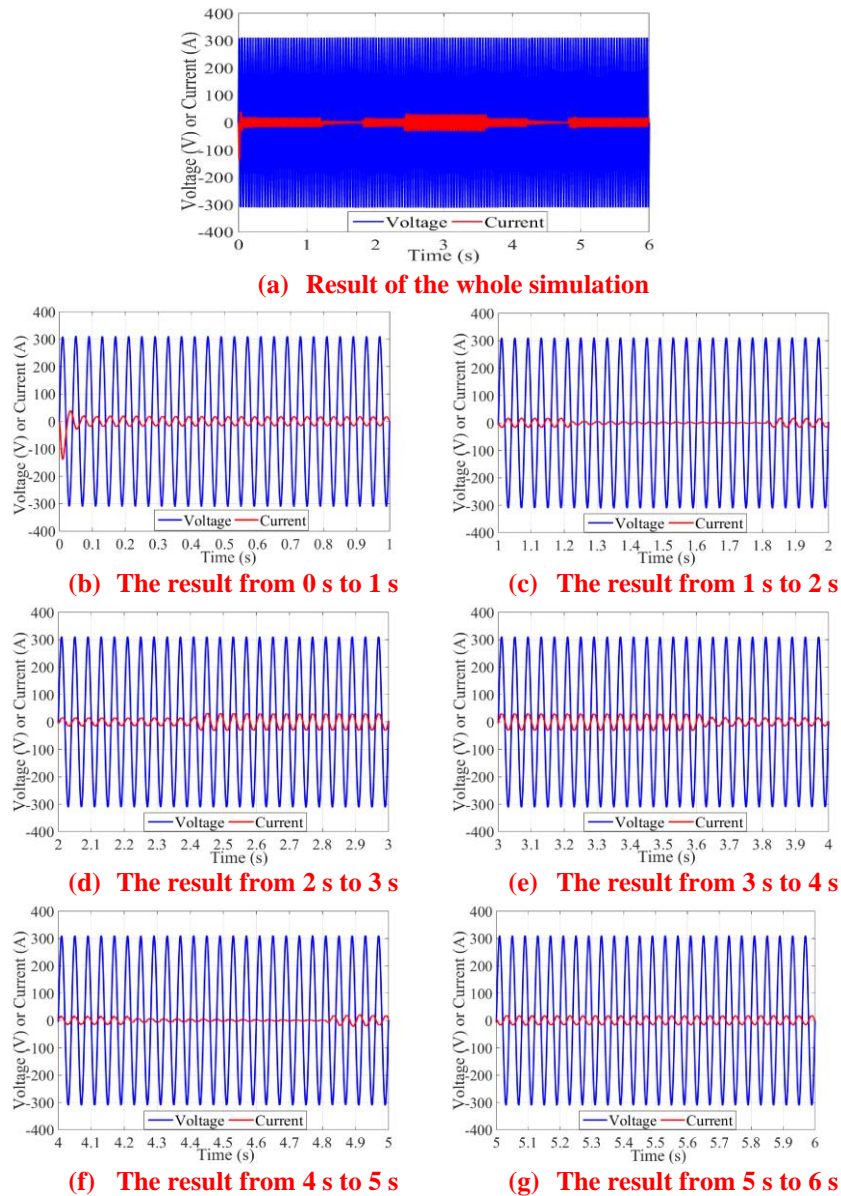 400
300
200
100
0
-100
-200
-300
-400
Voltage (V) or Current (A)
Voltage Current
0 1 2 3 4 5 6
Time (s)
(a) Result of the whole simulation
400
300
200
100
0
-100
-200
-300
-400
Voltage (V) or Current (A)
Voltage Current
0 0.1 0.2 0.3 0.4 0.5 0.6 0.7 0.8 0.9 1
Time (s)
(b) The result from 0 s to 1 s
400
300
200
100
0
-100
-200
-300
-400
Voltage (V) or Current (A)
Voltage Current
1 1.1 1.2 1.3 1.4 1.5 1.6 1.7 1.8 1.9 2
Time (s)
(c) The result from 1 s to 2 s
400
300
200
100
0
-100
-200
-300
-400
Voltage (V) or Current (A)
Voltage Current
2 2.1 2.2 2.3 2.4 2.5 2.6 2.7 2.8 2.9 3
Time (s)
(d) The result from 2 s to 3 s
400
300
200
100
0
-100
-200
-300
-400
Voltage (V) or Current (A)
Voltage Current
3 3.1 3.2 3.3 3.4 3.5 3.6 3.7 3.8 3.9 4
Time (s)
(e) The result from 3 s to 4 s
400
300
200
100
0
-100
-200
-300
-400
Voltage (V) or Current (A)
Voltage Current
4 4.1 4.2 4.3 4.4 4.5 4.6 4.7 4.8 4.9 5
Time (s)
(f) The result from 4 s to 5 s
400
300
200
100
0
-100
-200
-300
-400
Voltage (V) or Current (A)
Voltage Current
5 5.1 5.2 5.3 5.4 5.5 5.6 5.7 5.8 5.9 6
Time (s)
(g) The result from 5 s to 6 s